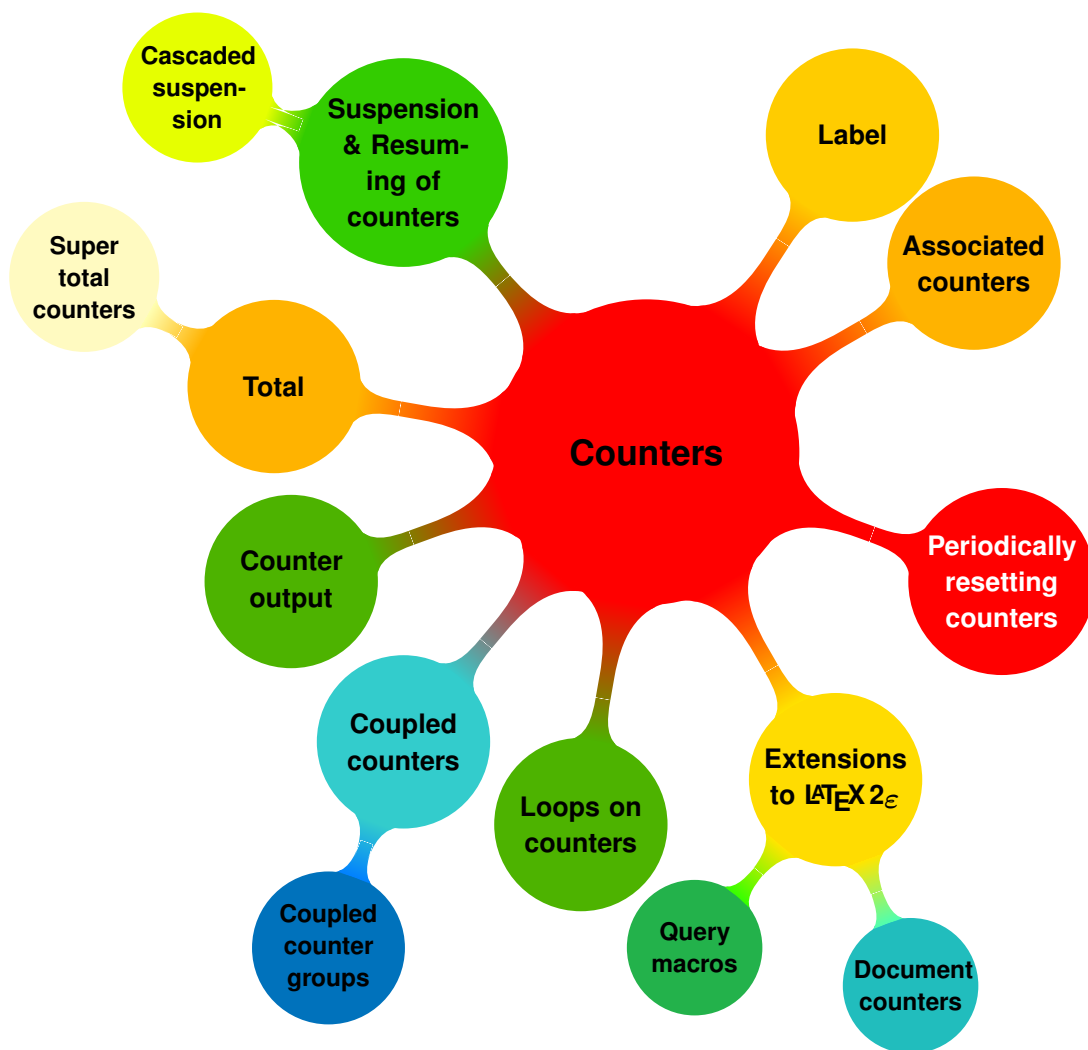 Cascaded
suspen-
sion
Suspension
& Resum-
ing of
counters
Label
Associated
counters
Super
total
counters
Total
Counters
Counter
output
Periodically
resetting
counters
Coupled
counters
Loops on
counters
Extensions
to LATEX 2ε
Coupled
counter
groups
Query
macros
Document
counters